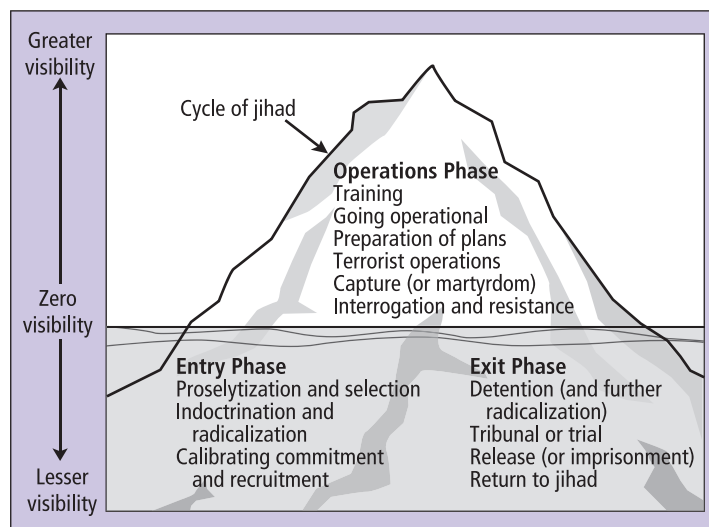 Greater
visibility
Cycle of jihad
Operations Phase
Training
Going operational
Preparation of plans
Terrorist operations
Capture (or martyrdom)
Interrogation and resistance
Zero
visibility
Entry Phase
Proselytization and selection
Indoctrination and
radicalization
Calibrating commitment
and recruitment
Exit Phase
Detention (and further
radicalization)
Tribunal or trial
Release (or imprisonment)
Return to jihad
Lesser
visibility